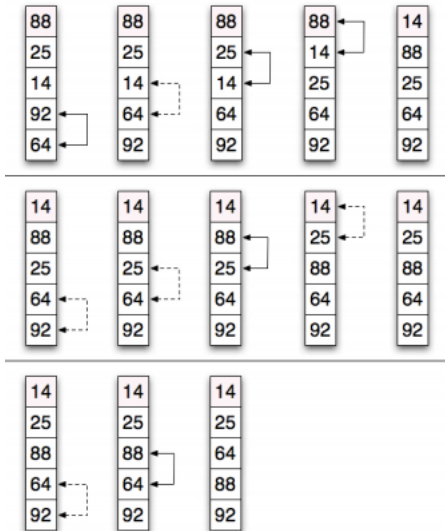 88 88 88 88 14
25 25 25 14 88
14 14 14 25 25
92 64 64 64 64
64 92 92 92 92
14 14 14 14 14
88 88 88 25 25
25 25 25 88 88
64 64 64 64 64
92 92 92 92 92
14 14 14
25 25 25
88 88 64
64 64 88
92 92 92